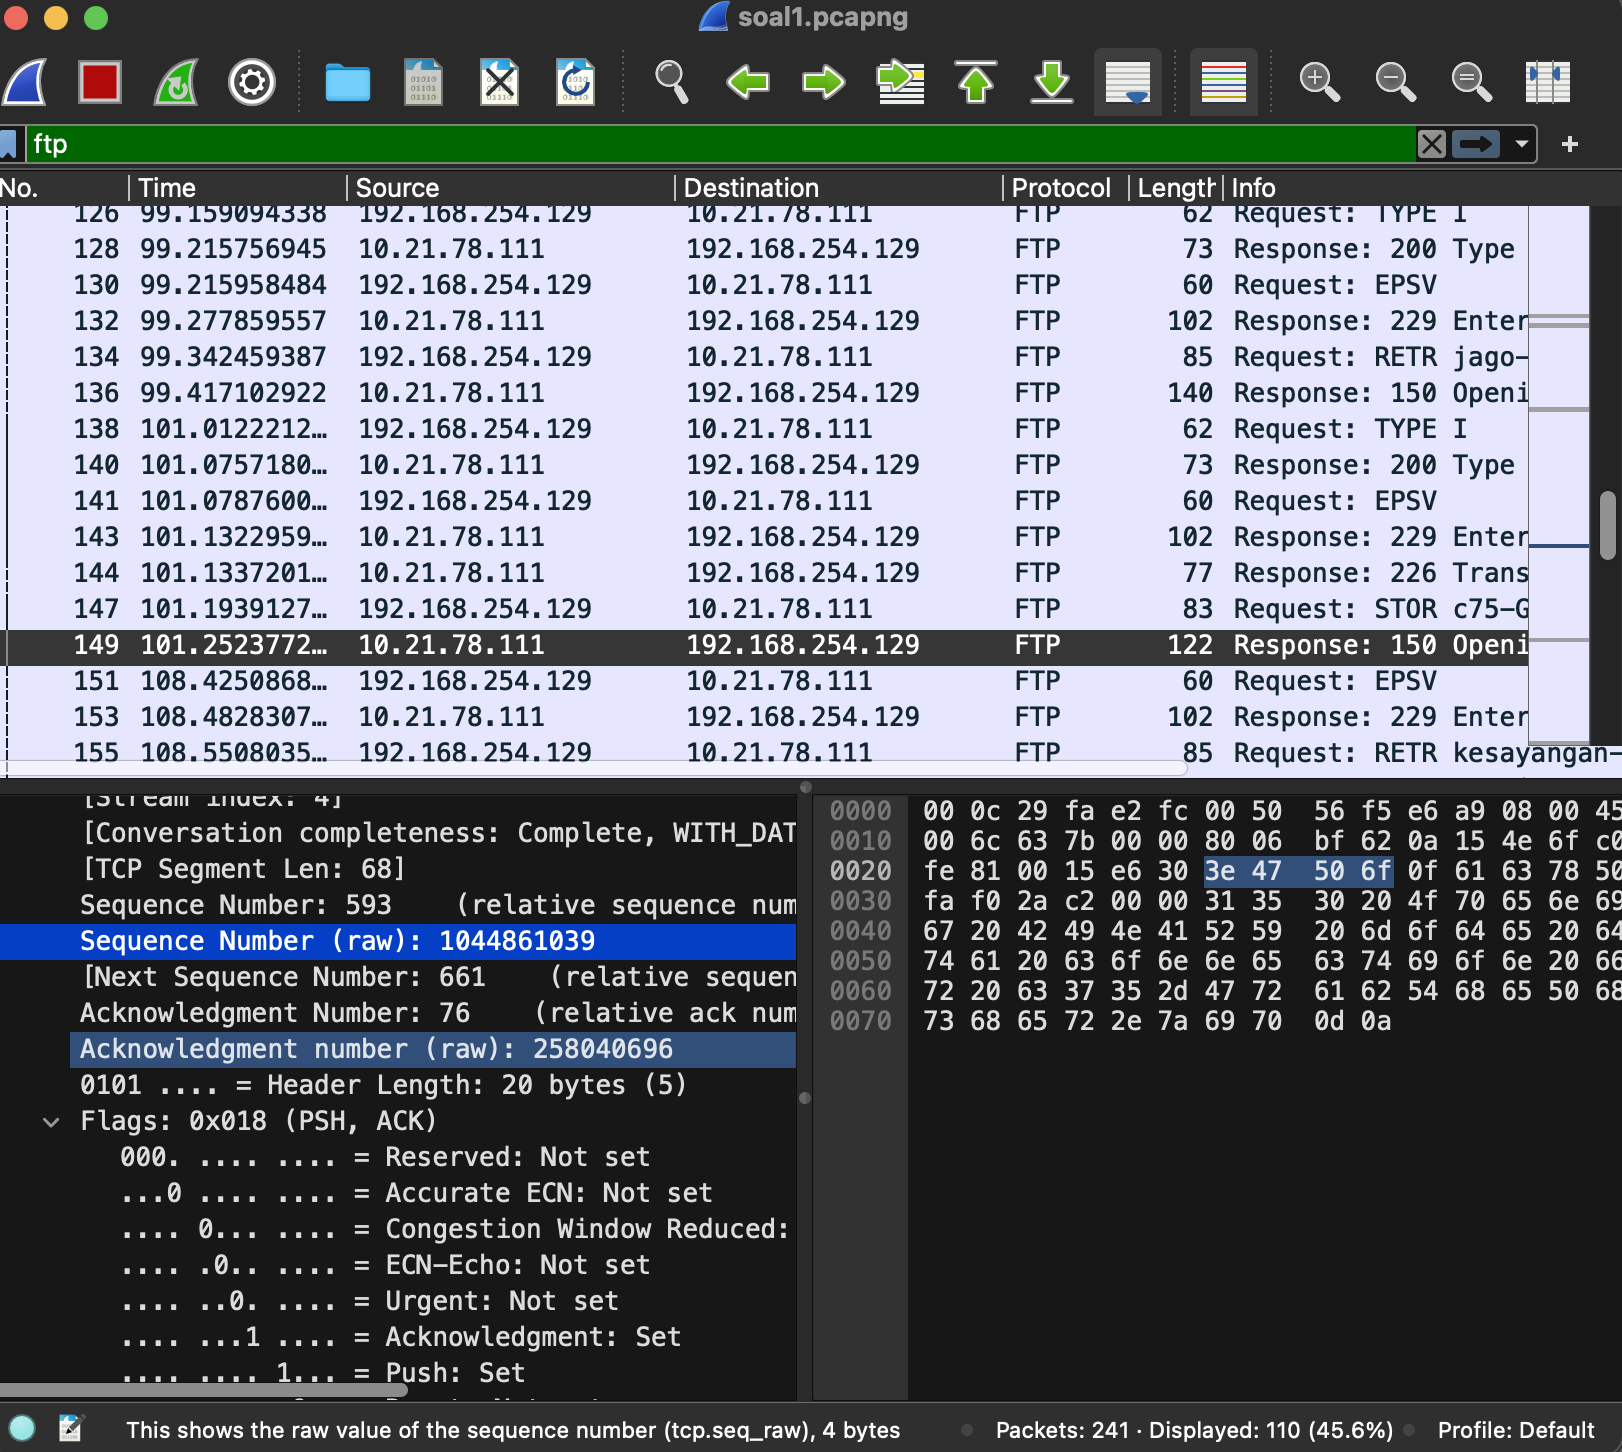 soal1.pcapng
ftp
No. Time Source Destination Protocol Length Info
126 99.159094338 192.168.254.129 10.21.78.111 FTP 62 Request: TYPE I
128 99.215756945 10.21.78.111 192.168.254.129 FTP 73 Response: 200 Type
130 99.215958484 192.168.254.129 10.21.78.111 FTP 60 Request: EPSV
132 99.277859557 10.21.78.111 192.168.254.129 FTP 102 Response: 229 Enter
134 99.342459387 192.168.254.129 10.21.78.111 FTP 85 Request: RETR jago-
136 99.417102922 10.21.78.111 192.168.254.129 FTP 140 Response: 150 Openi
138 101.0122212… 192.168.254.129 10.21.78.111 FTP 62 Request: TYPE I
140 101.0757180… 10.21.78.111 192.168.254.129 FTP 73 Response: 200 Type
141 101.0787600… 192.168.254.129 10.21.78.111 FTP 60 Request: EPSV
143 101.1322959… 10.21.78.111 192.168.254.129 FTP 102 Response: 229 Enter
144 101.1337201… 10.21.78.111 192.168.254.129 FTP 77 Response: 226 Trans
147 101.1939127… 192.168.254.129 10.21.78.111 FTP 83 Request: STOR c75-G
149 101.2523772… 10.21.78.111 192.168.254.129 FTP 122 Response: 150 Openi
151 108.4250868… 192.168.254.129 10.21.78.111 FTP 60 Request: EPSV
153 108.4828307… 10.21.78.111 192.168.254.129 FTP 102 Response: 229 Enter
155 108.5508035… 192.168.254.129 10.21.78.111 FTP 85 Request: RETR kesayangan-
[Stream index: 4]
[Conversation completeness: Complete, WITH_DAT
[TCP Segment Len: 68]
Sequence Number: 593 (relative sequence num
Sequence Number (raw): 1044861039
[Next Sequence Number: 661 (relative sequen
Acknowledgment Number: 76 (relative ack num
Acknowledgment number (raw): 258040696
0101 .... = Header Length: 20 bytes (5)
Flags: 0x018 (PSH, ACK)
000. .... .... = Reserved: Not set
...0 .... .... = Accurate ECN: Not set
.... 0... .... = Congestion Window Reduced:
.... .0.. .... = ECN-Echo: Not set
.... ..0. .... = Urgent: Not set
.... ...1 .... = Acknowledgment: Set
.... .... 1... = Push: Set
0000 00 0c 29 fa e2 fc 00 50 56 f5 e6 a9 08 00 45
0010 00 6c 63 7b 00 00 80 06 bf 62 0a 15 4e 6f c0
0020 fe 81 00 15 e6 30 3e 47 50 6f 0f 61 63 78 50
0030 fa f0 2a c2 00 00 31 35 30 20 4f 70 65 6e 69
0040 67 20 42 49 4e 41 52 59 20 6d 6f 64 65 20 64
0050 74 61 20 63 6f 6e 6e 65 63 74 69 6f 6e 20 66
0060 72 20 63 37 35 2d 47 72 61 62 54 68 65 50 68
0070 73 68 65 72 2e 7a 69 70 0d 0a
This shows the raw value of the sequence number (tcp.seq_raw), 4 bytes
Packets: 241 · Displayed: 110 (45.6%)
Profile: Default